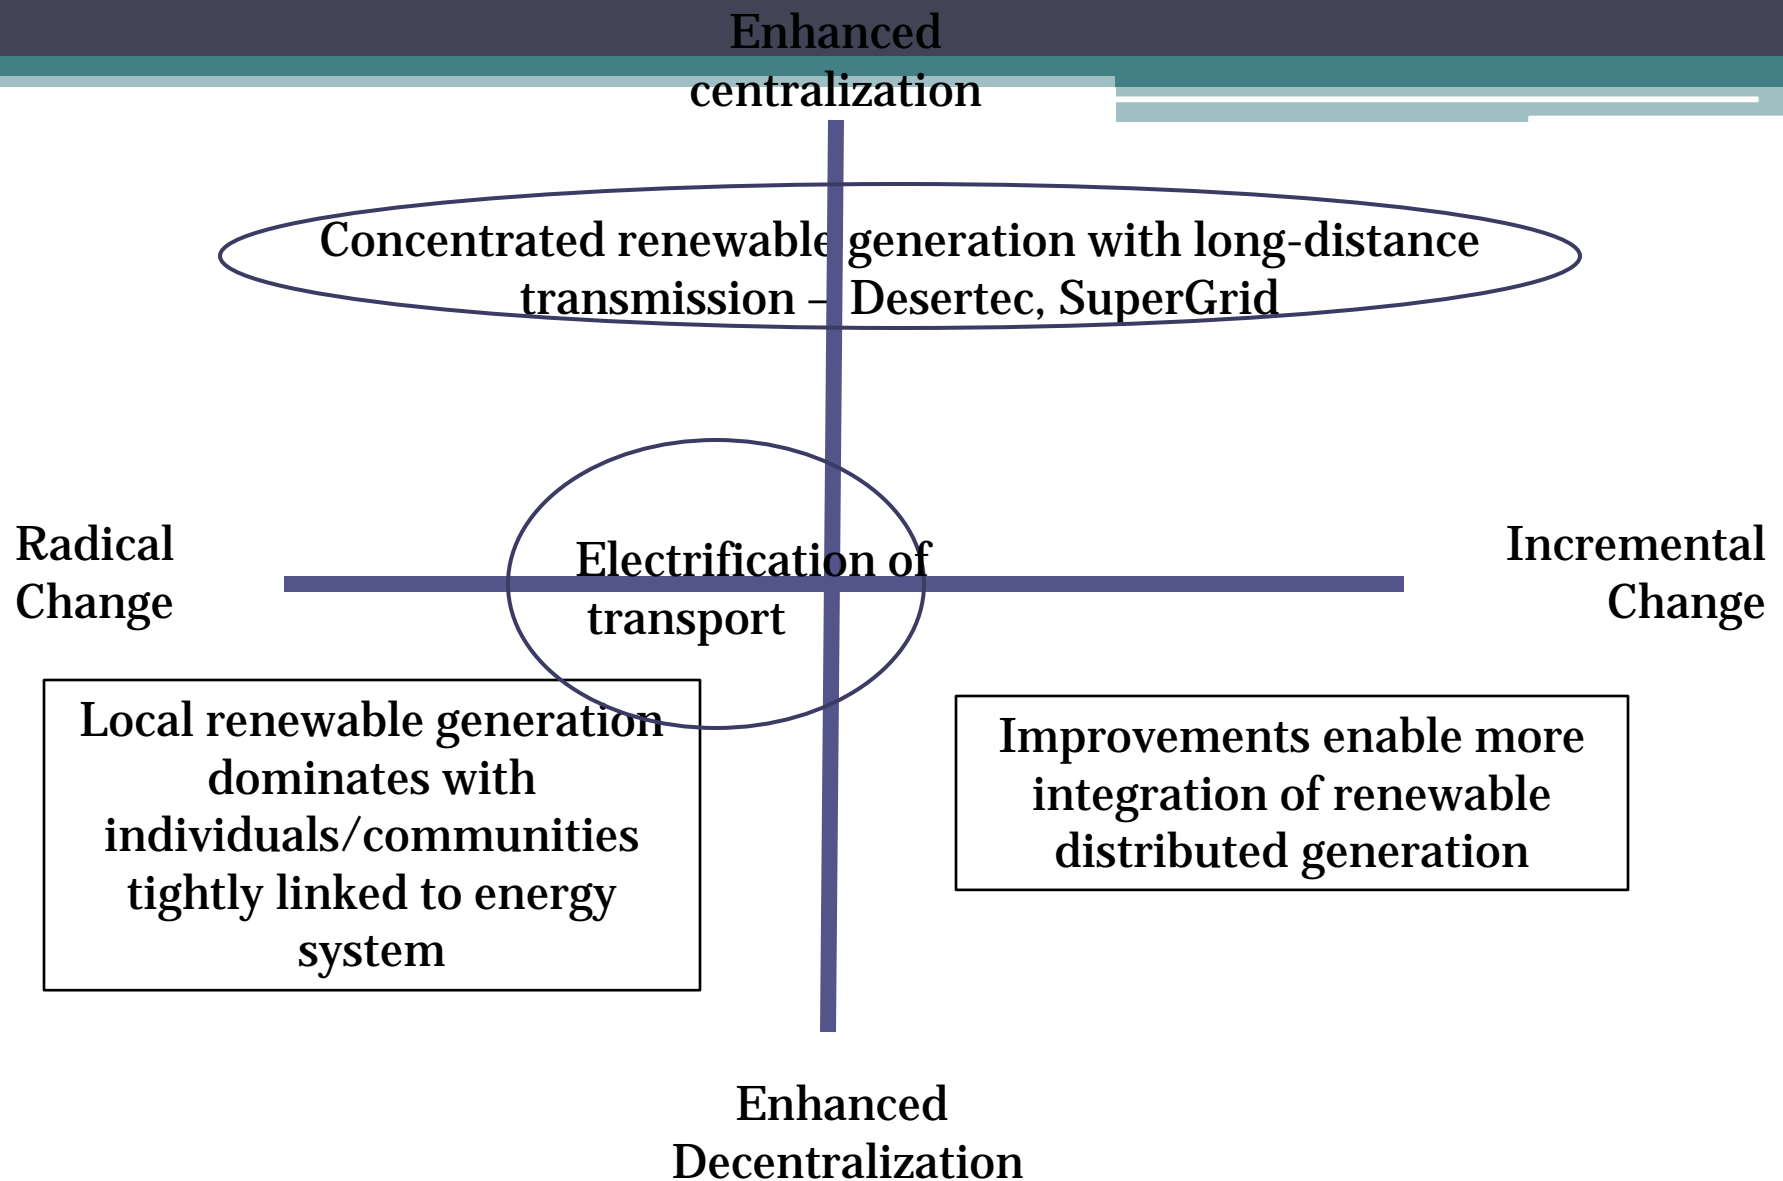 Enhanced
centralization
Concentrated renewable generation with long-distance
transmission – Desertec, SuperGrid
Radical
Change
Electrification of
transport
Incremental
Change
Local renewable generation
dominates with
individuals/communities
tightly linked to energy
system
Improvements enable more
integration of renewable
distributed generation
Enhanced
Decentralization